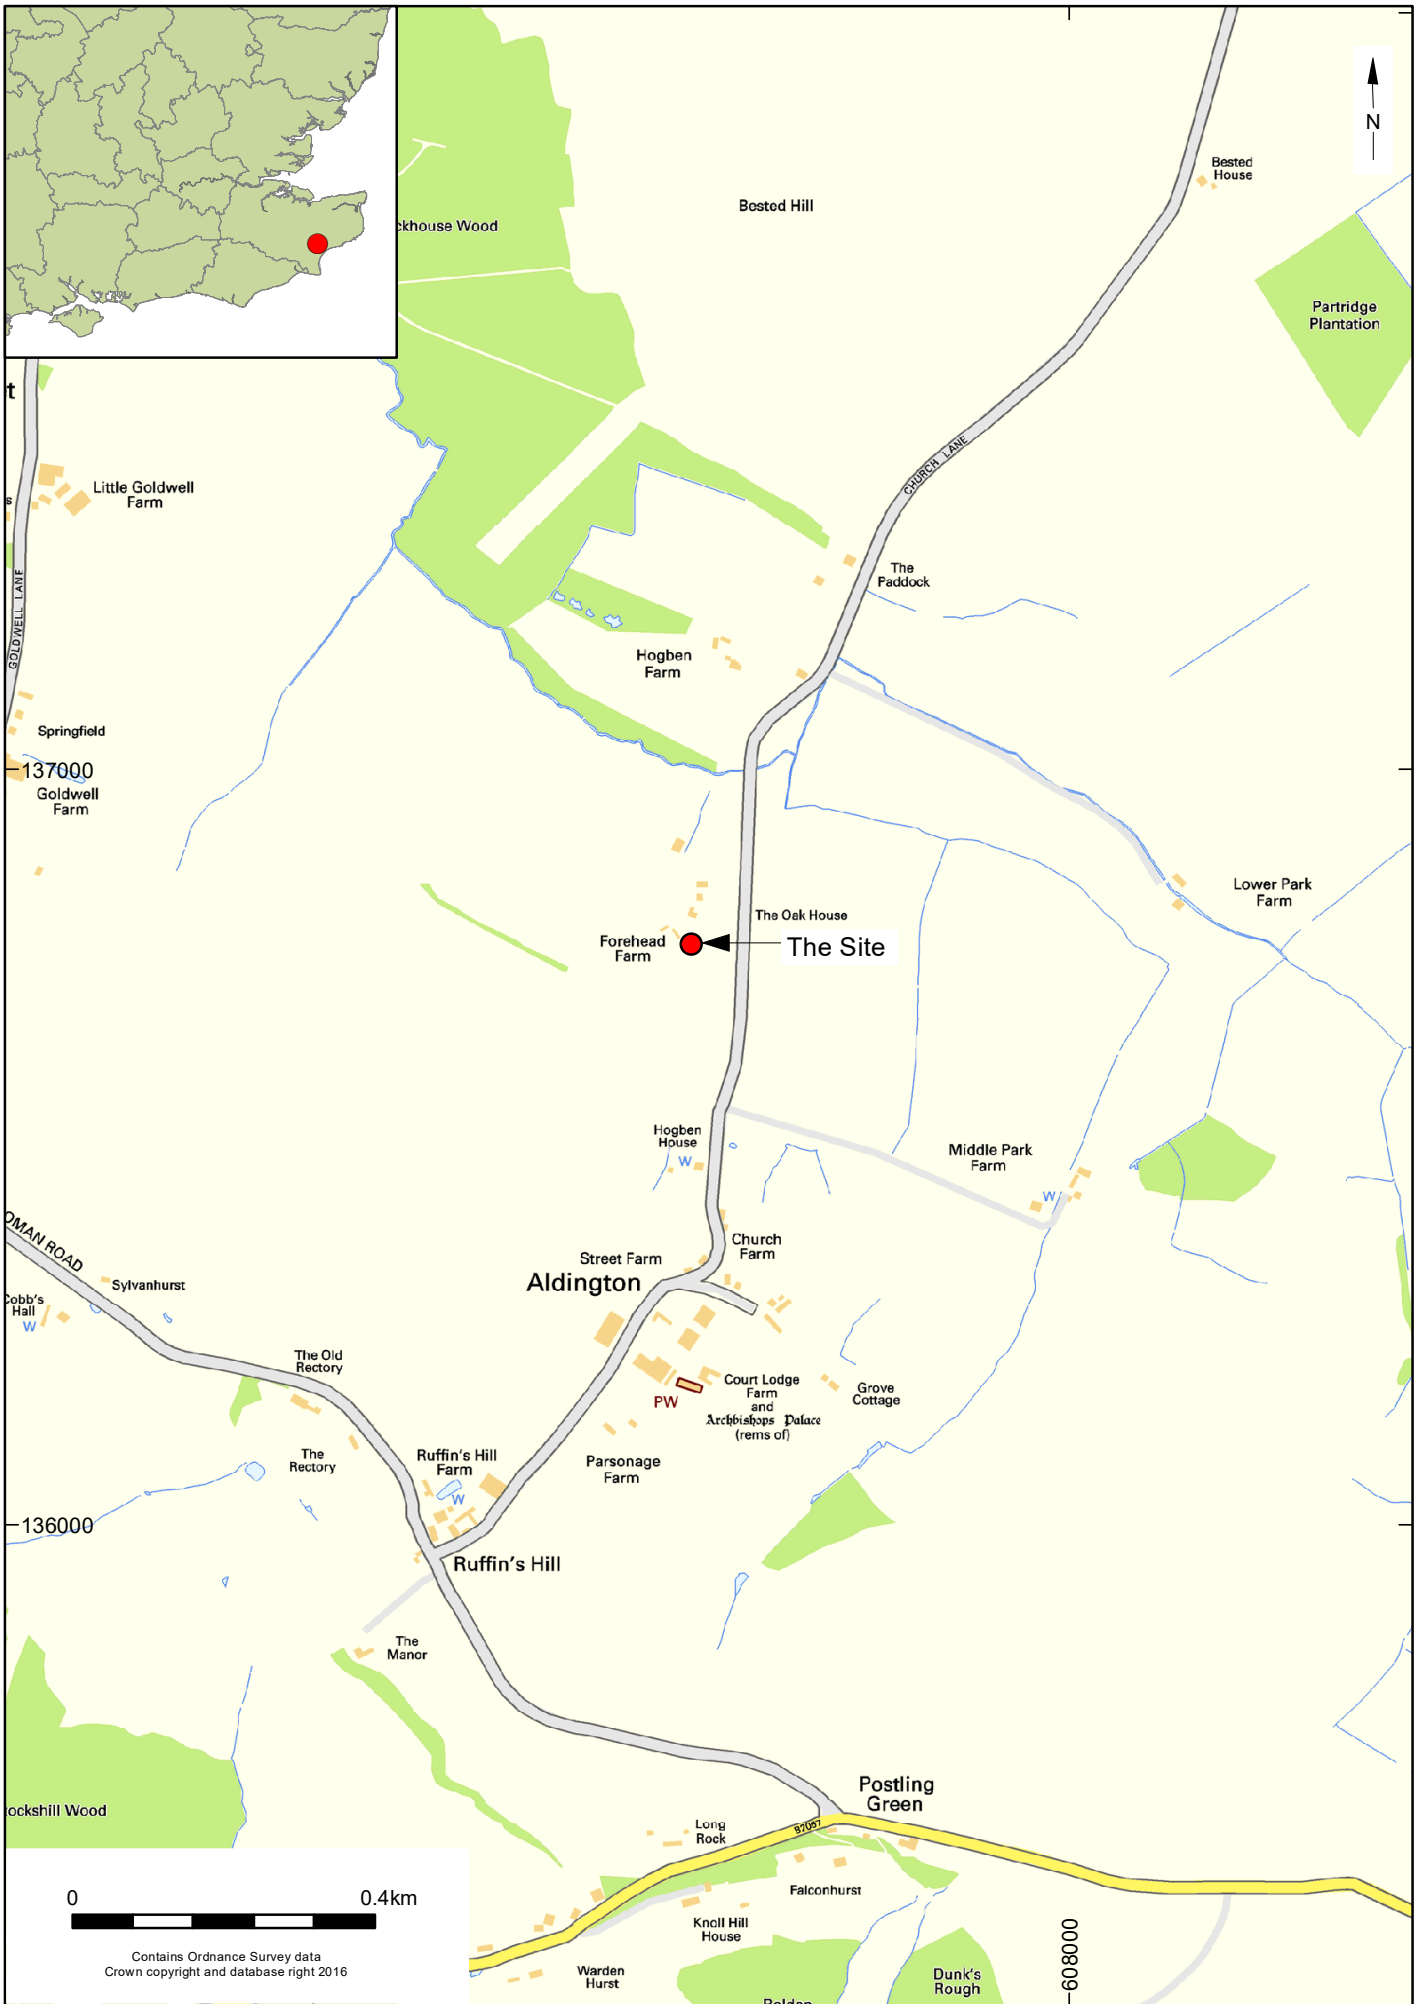 N
Bested
House
Bested Hill
ckhouse Wood
Partridge
Plantation
t
CHURCH LANE
Little Goldwell
Farm
s
The
Paddock
GOLDWELL LANE
Hogben
Farm
Springfield
137000
Goldwell
Farm
Lower Park
Farm
The Oak House
Forehead
Farm
The Site
Hogben
House
W
Middle Park
Farm
W
OMAN ROAD
Church
Farm
Street Farm
Aldington
Sylvanhurst
Cobb's
Hall
W
The Old
Rectory
Court Lodge
Farm
and
Archbishops Palace
(rems of)
Grove
Cottage
PW
The
Rectory
Ruffin's Hill
Farm
W
Parsonage
Farm
136000
Ruffin's Hill
The
Manor
Postling
Green
ockshill Wood
Long
Rock
B2067
Falconhurst
0 0.4km
Knoll Hill
House
608000
Contains Ordnance Survey data
Crown copyright and database right 2016
Warden
Hurst
Dunk's
Rough